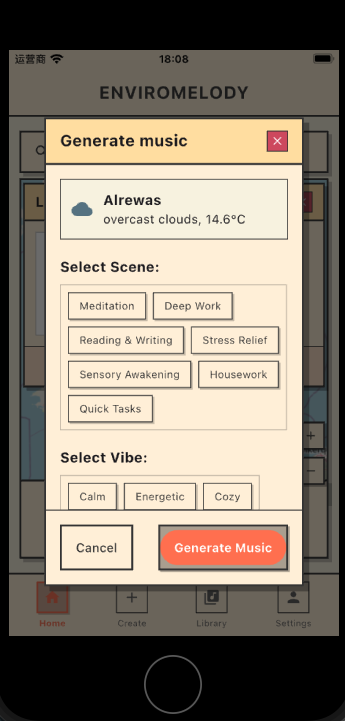 运营商 18:08
ENVIROMELODY
Generate music
L
Alrewas
overcast clouds, 14.6°C
Select Scene:
Meditation Deep Work
Reading & Writing Stress Relief
Sensory Awakening Housework
Quick Tasks
Select Vibe:
Calm Energetic Cozy
Cancel Generate Music
Home Create Library Settings